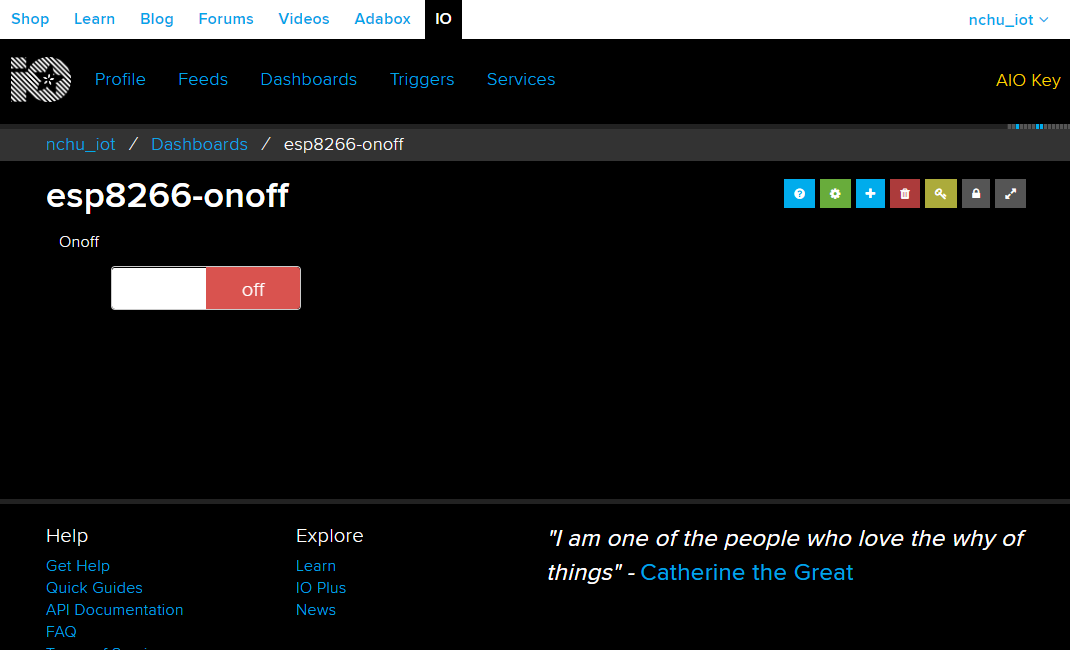 Shop Learn Blog Forums Videos Adabox IO nchu_iot
iO Profile Feeds Dashboards Triggers Services AIO Key
nchu_iot / Dashboards / esp8266-onoff
esp8266-onoff
Onoff
off
Help
Get Help
Quick Guides
API Documentation
FAQ
Explore
Learn
IO Plus
News
"I am one of the people who love the why of
things" - Catherine the Great